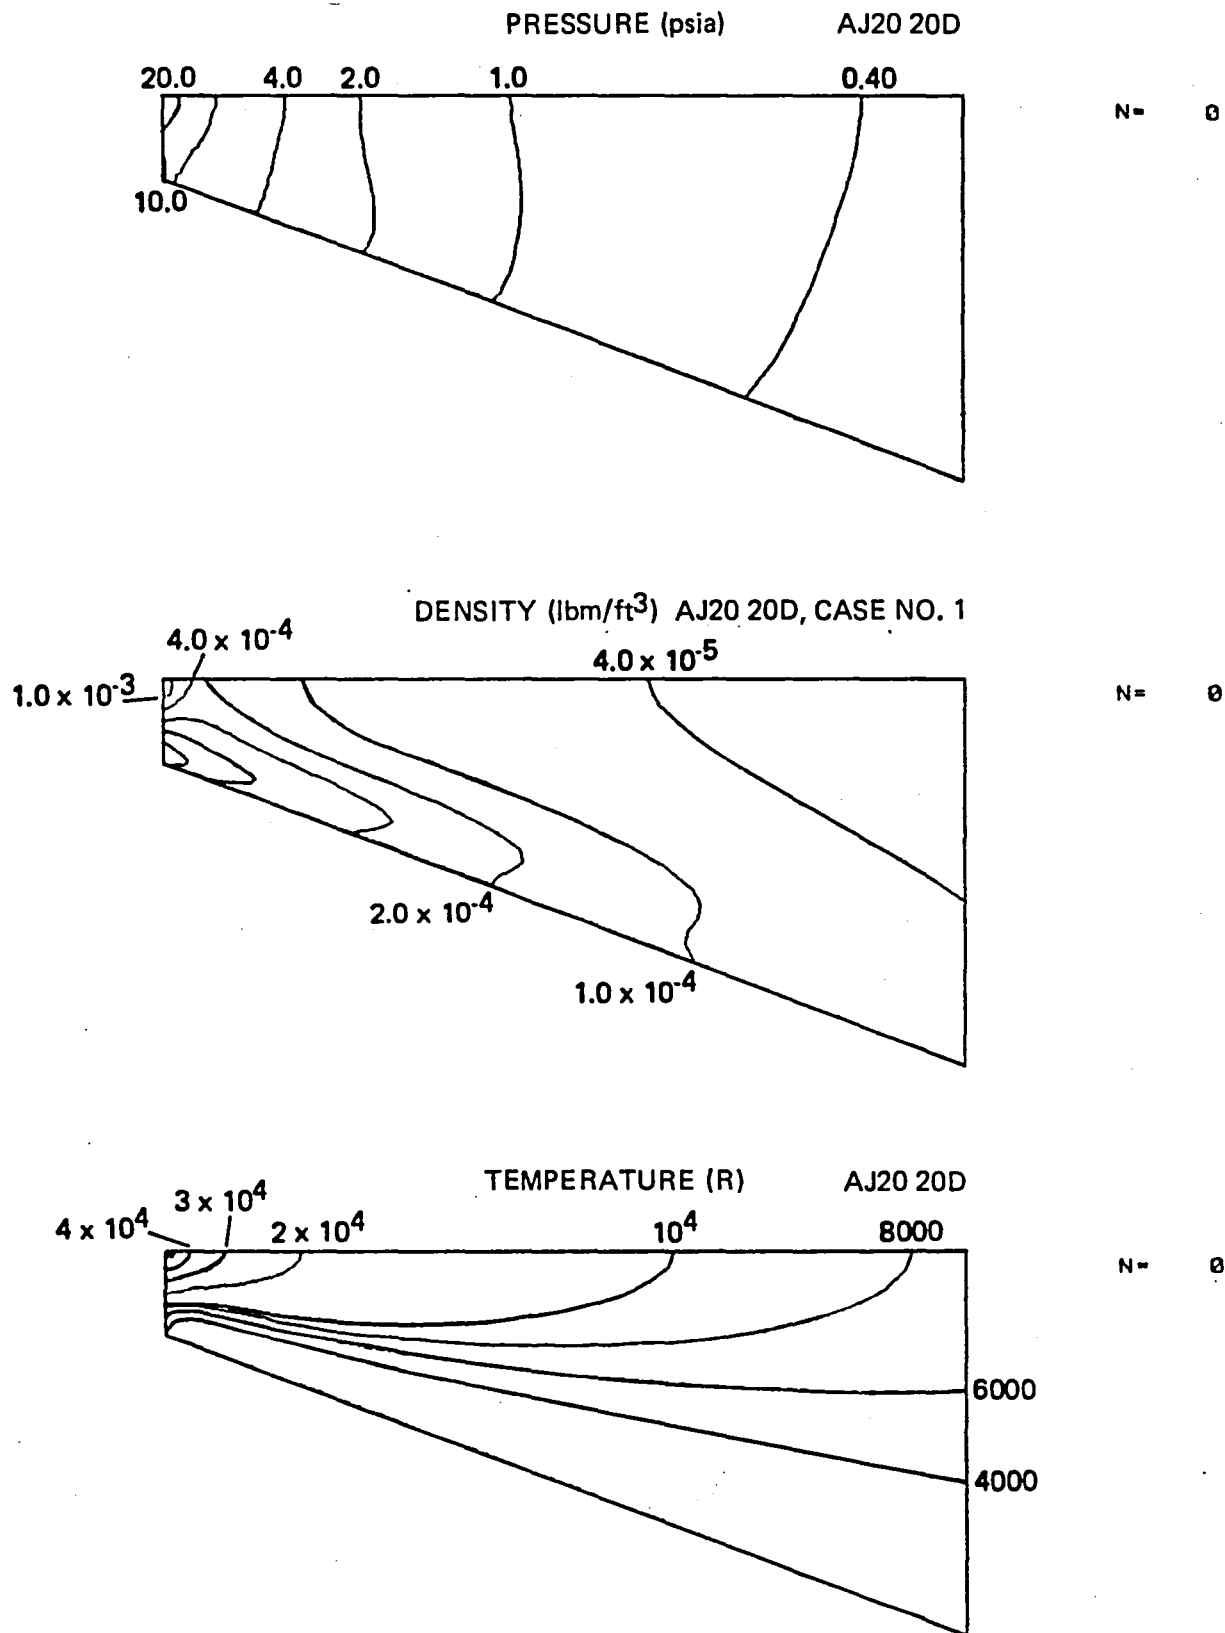 PRESSURE (psia) AJ20 20D
20.0 4.0 2.0 1.0 0.40
N= 0
10.0
DENSITY (lbm/ft³) AJ20 20D, CASE NO. 1
4.0 x 10⁻⁴
4.0 x 10⁻⁵
1.0 x 10⁻³
N= 0
2.0 x 10⁻⁴
1.0 x 10⁻⁴
TEMPERATURE (R) AJ20 20D
3 x 10⁴
4 x 10⁴ 2 x 10⁴ 10⁴ 8000
N= 0
6000
4000